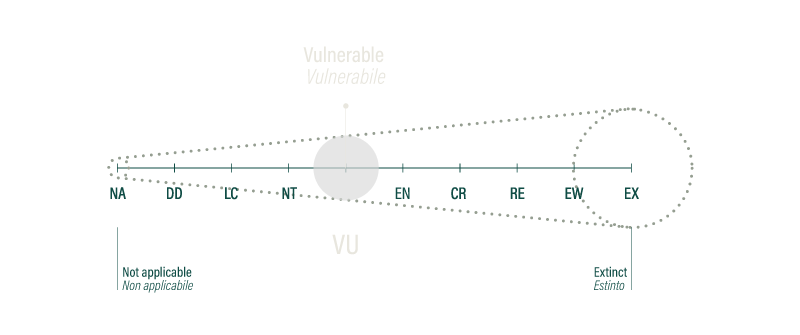 Vulnerable
Vulnerabile
NA DD LC NT EN CR RE EW EX
VU
Not applicable
Non applicabile
Extinct
Estinto